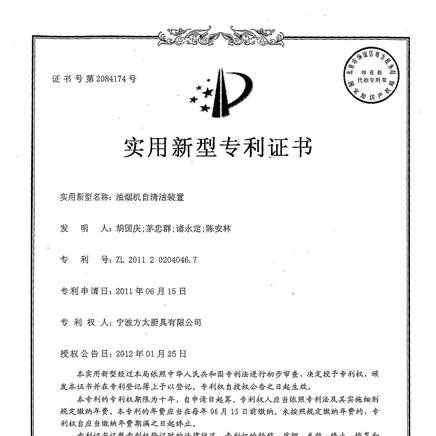 证书号第2084174号
实用新型专利证书
实用新型名称：油烟机自清洁装置
发 明 人：胡国庆;茅忠群;诸永定;陈安林
专 利 号：ZL 2011 2 0204046.7
专利申请日：2011年06月15日
专 利 权 人：宁波方太厨具有限公司
授权公告日：2012年01月25日
本实用新型经过本局依照中华人民共和国专利法进行初步审查，决定授予专利权，颁
发本证书并在专利登记簿上予以登记。专利权自授权公告之日起生效。
本专利的专利权期限为十年，自申请日起算。专利权人应当依照专利法及其实施细则
规定缴纳年费。本专利的年费应当在每年06月15日前缴纳。未按照规定缴纳年费的，专
利权自应当缴纳年费期满之日起终止。